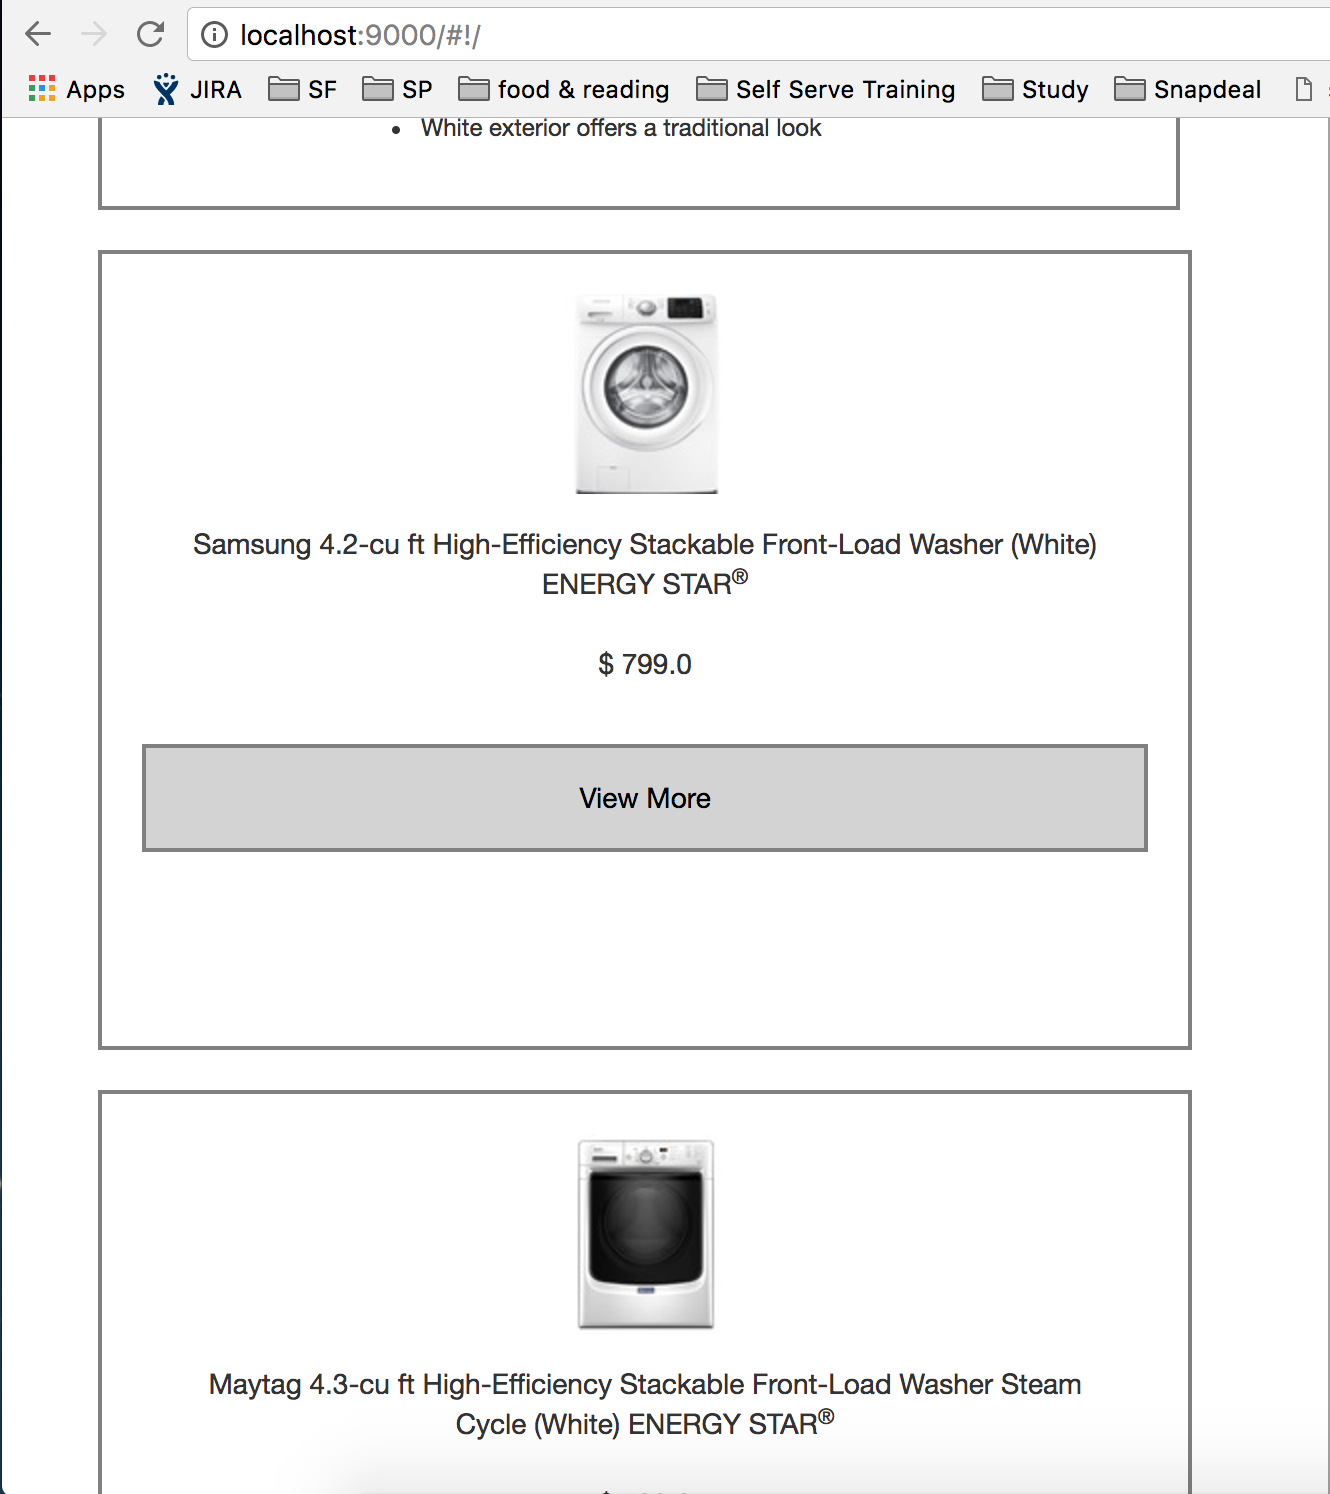 localhost:9000/#!/
Apps JIRA SF SP food & reading Self Serve Training Study Snapdeal
• White exterior offers a traditional look
Samsung 4.2-cu ft High-Efficiency Stackable Front-Load Washer (White)
ENERGY STAR®
$ 799.0
View More
Maytag 4.3-cu ft High-Efficiency Stackable Front-Load Washer Steam
Cycle (White) ENERGY STAR®